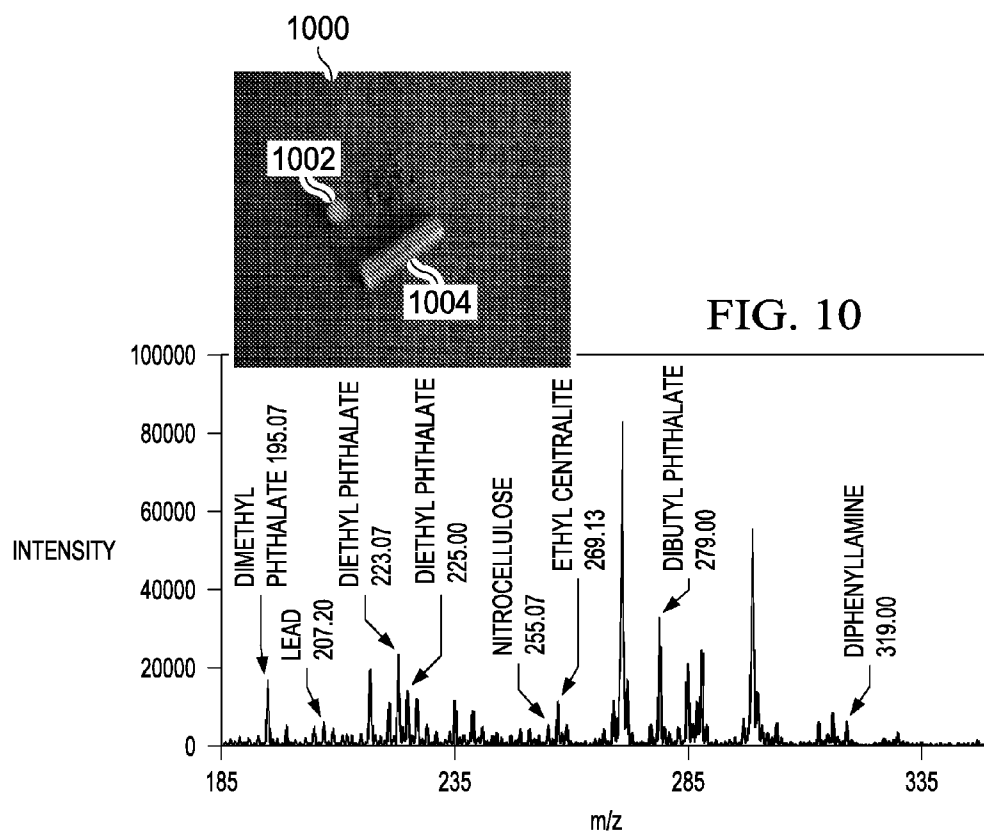 1000
1002
1004
FIG. 10
100000
80000
60000
40000
20000
0
INTENSITY
DIMETHYL
PHTHALATE 195.07
LEAD
207.20
DIETHYL PHTHALATE
223.07
DIETHYL PHTHALATE
225.00
NITROCELLULOSE
255.07
ETHYL CENTRALITE
269.13
DIBUTYL PHTHALATE
279.00
DIPHENYLLAMINE
319.00
185
235
285
335
m/z